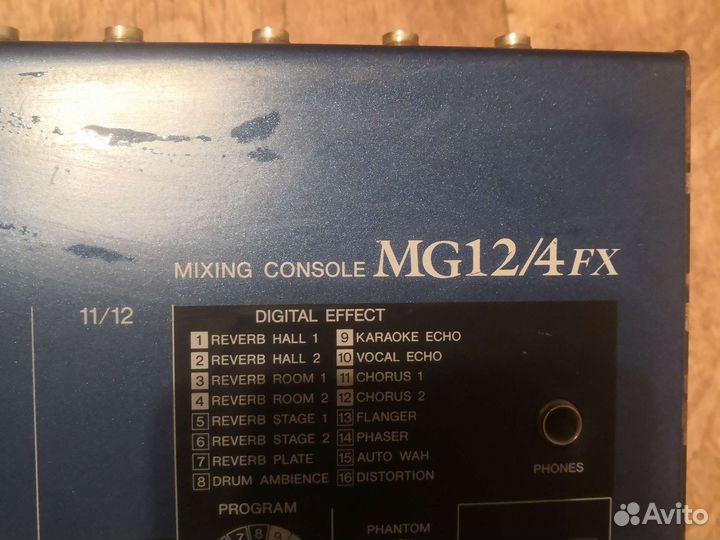 MIXING CONSOLE MG12/4FX
11/12
DIGITAL EFFECT
1 REVERB HALL 1 9 KARAOKE ECHO
2 REVERB HALL 2 10 VOCAL ECHO
3 REVERB ROOM 1 11 CHORUS 1
4 REVERB ROOM 2 12 CHORUS 2
5 REVERB STAGE 1 13 FLANGER
6 REVERB STAGE 2 14 PHASER
7 REVERB PLATE 15 AUTO WAH
8 DRUM AMBIENCE 16 DISTORTION
PHONES
PROGRAM
7 8 9
PHANTOM
Avito